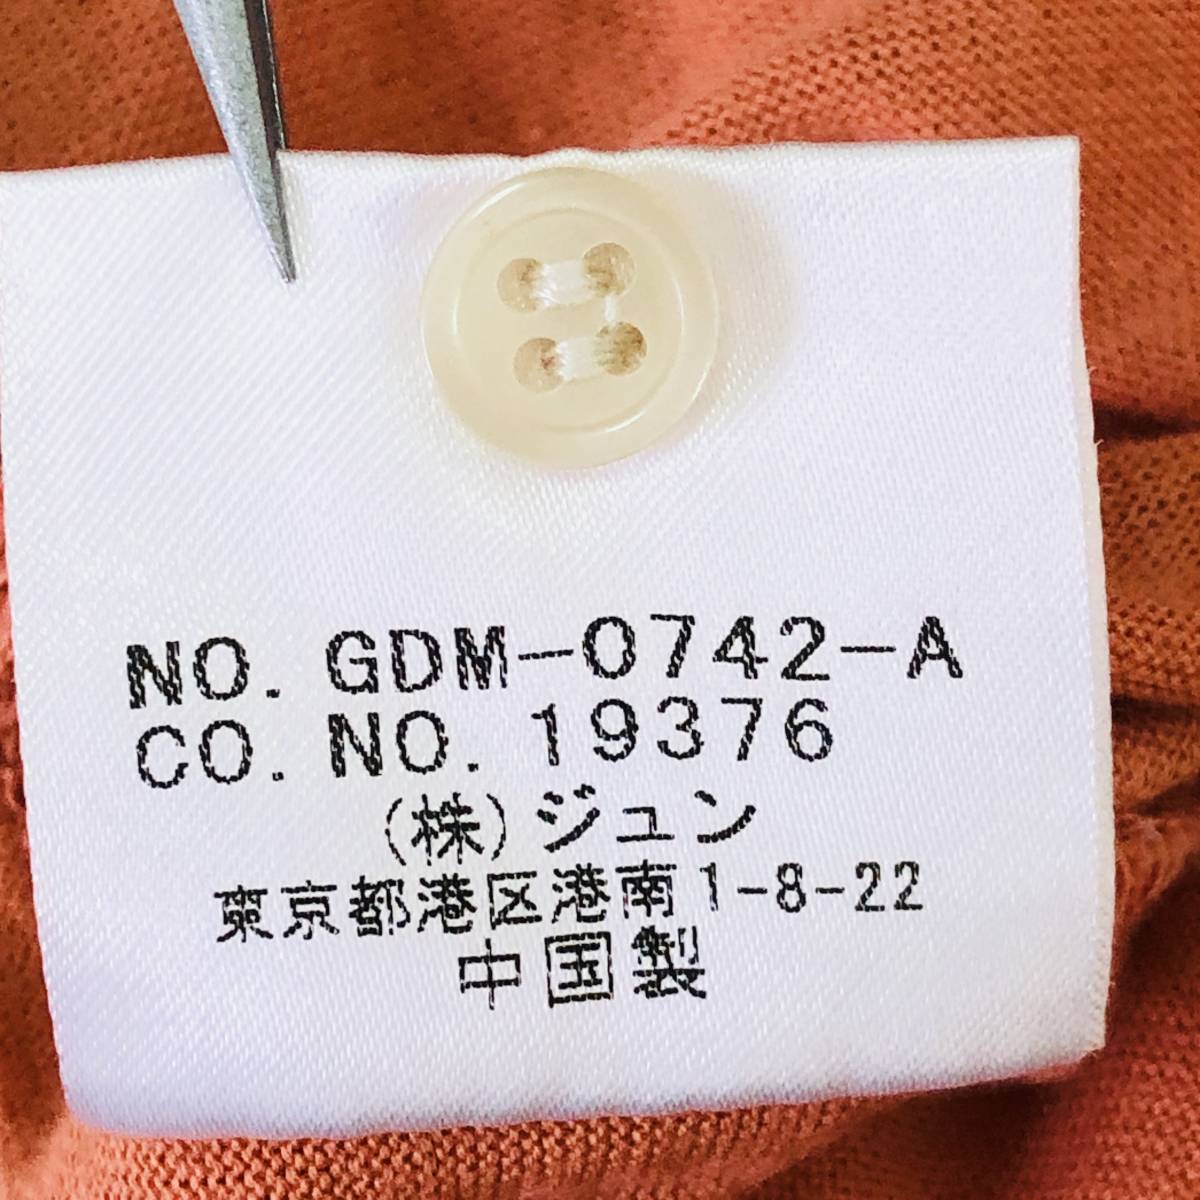 NO. GDM-0742-A
CO. NO. 19376
(株)ジュン
東京都港区港南1-8-22
中国製